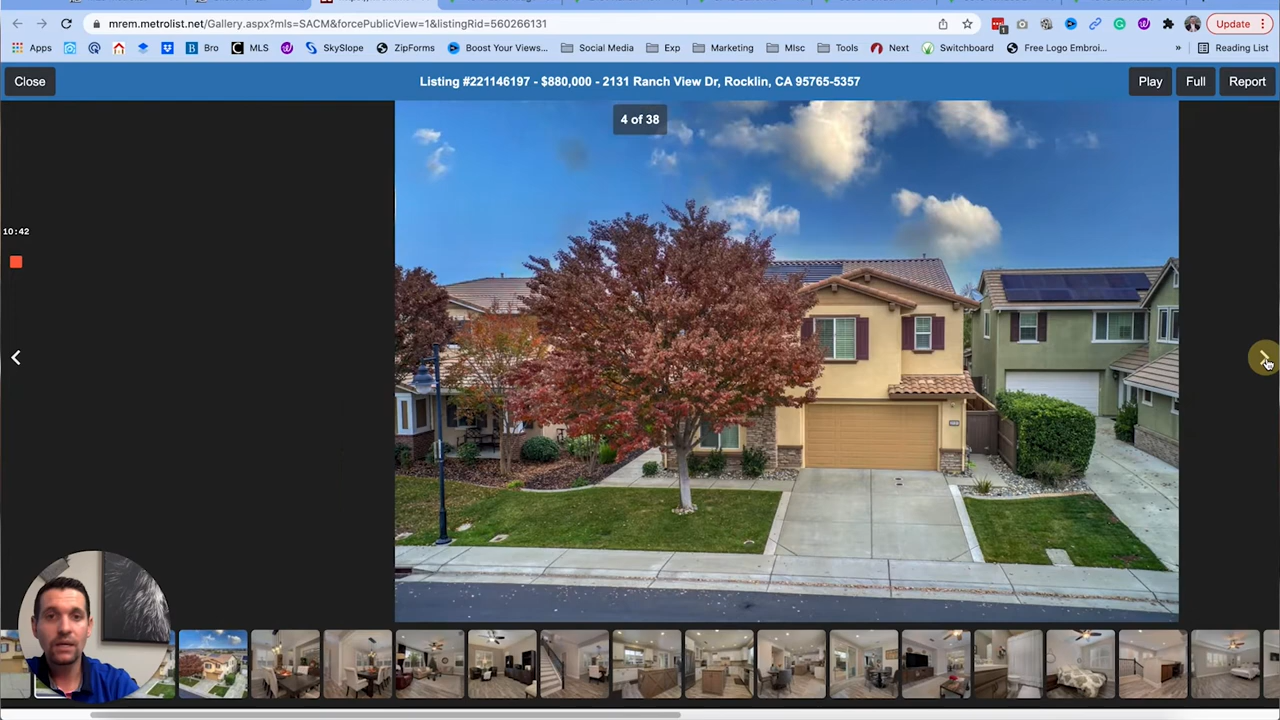 mrem.metrolist.net/Gallery.aspx?mls=SACM&forcePublicView=1&listingRid=560266131
Update
Apps
Bro
MLS
SkySlope
ZipForms
Boost Your Views...
Social Media
Exp
Marketing
MIsc
Tools
Next
Switchboard
Free Logo Embroi...
»
Reading List
Close
Listing #221146197 - $880,000 - 2131 Ranch View Dr, Rocklin, CA 95765-5357
Play
Full
Report
4 of 38
10:42